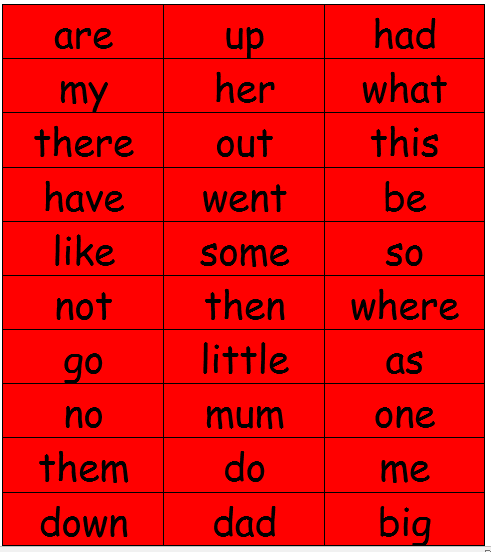 are up had
my her what
there out this
have went be
like some so
not then where
go little as
no mum one
them do me
down dad big